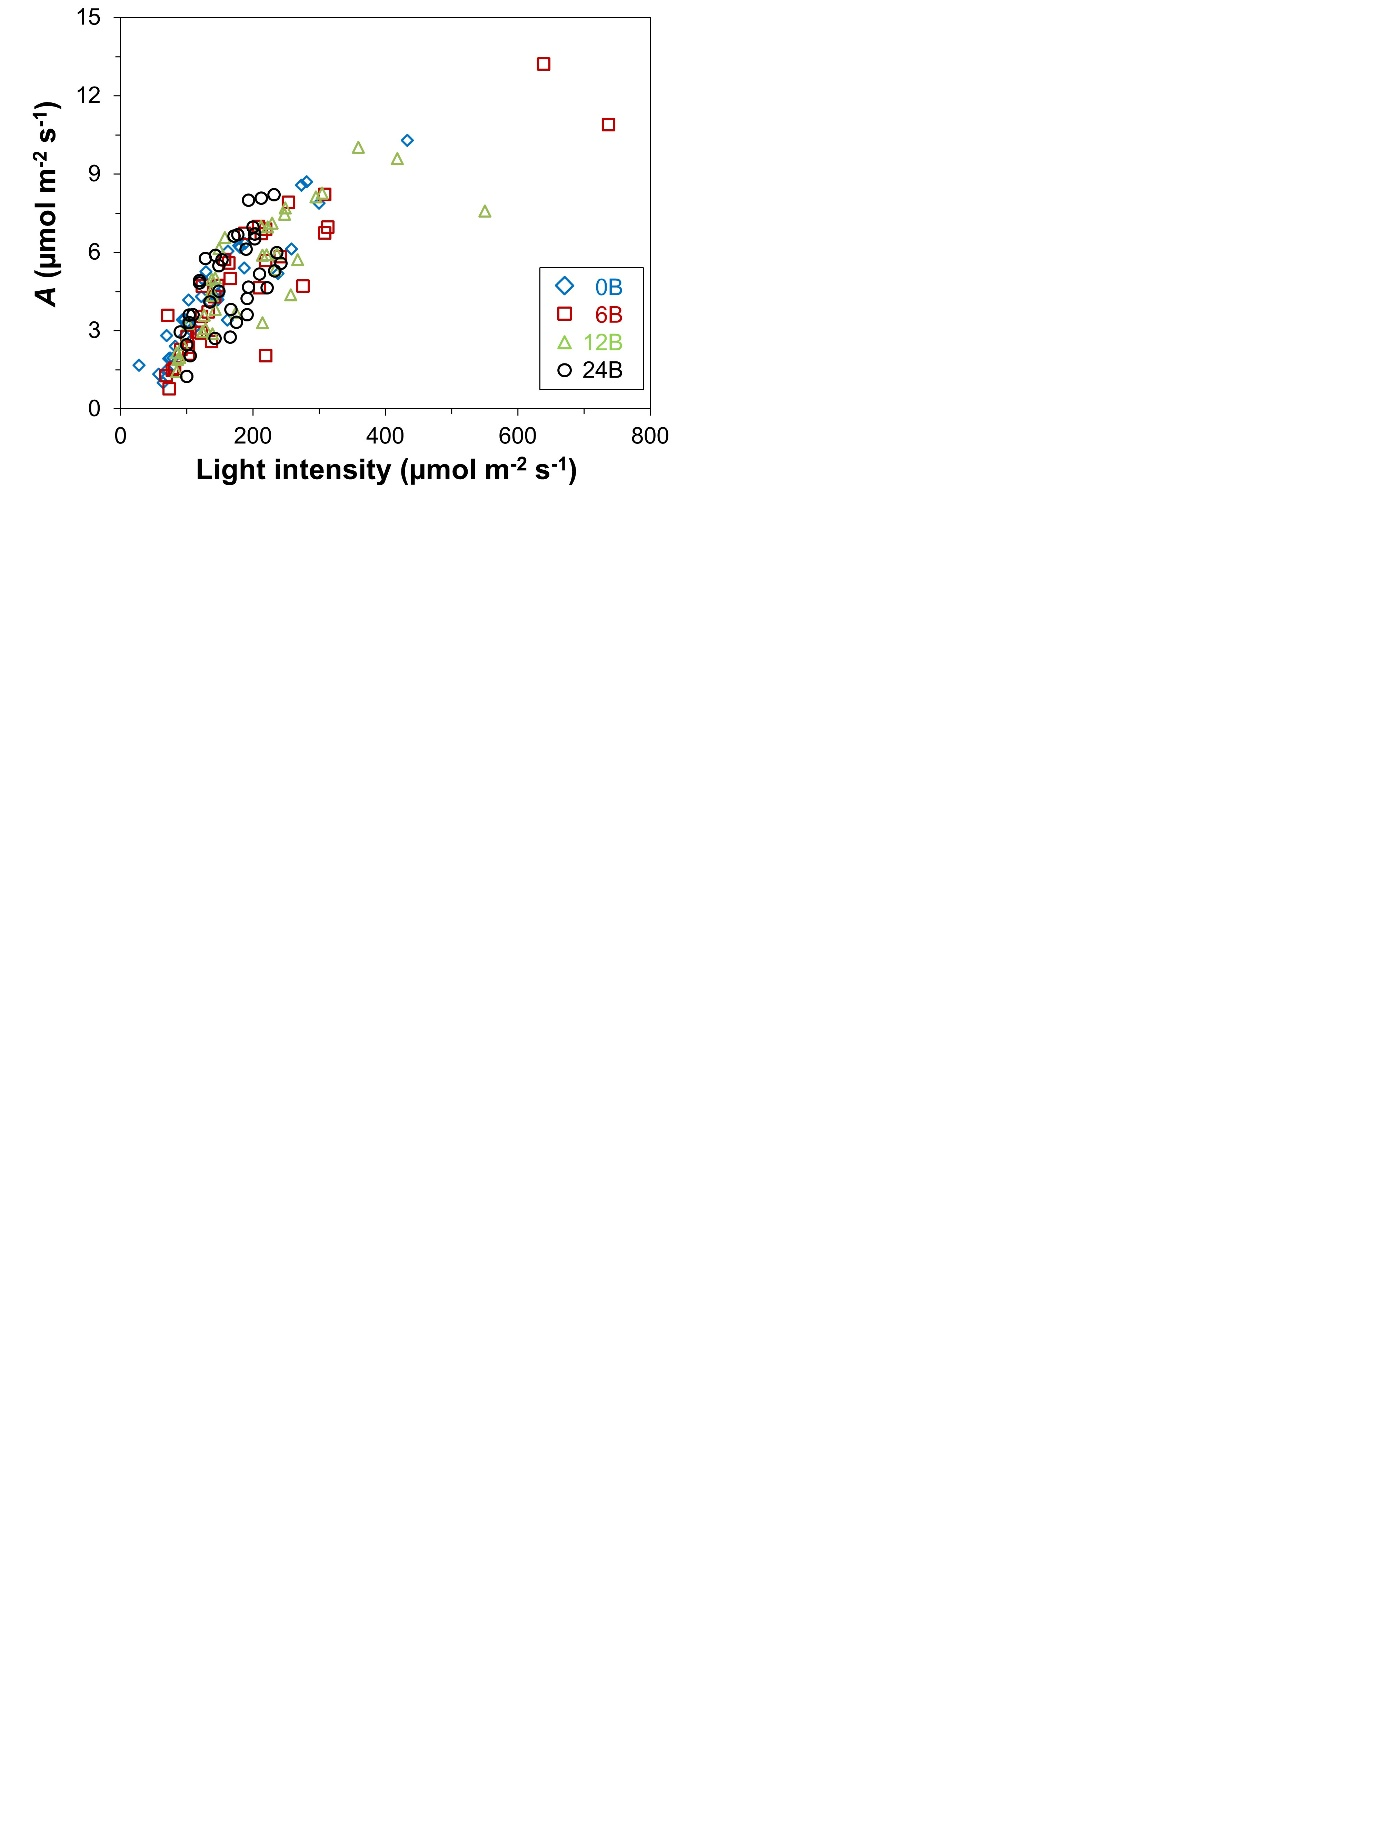 15
12
9
6
3
0
A (µmol m-2 s-1)
0B
6B
12B
24B
0 200 400 600 800
Light intensity (µmol m-2 s-1)